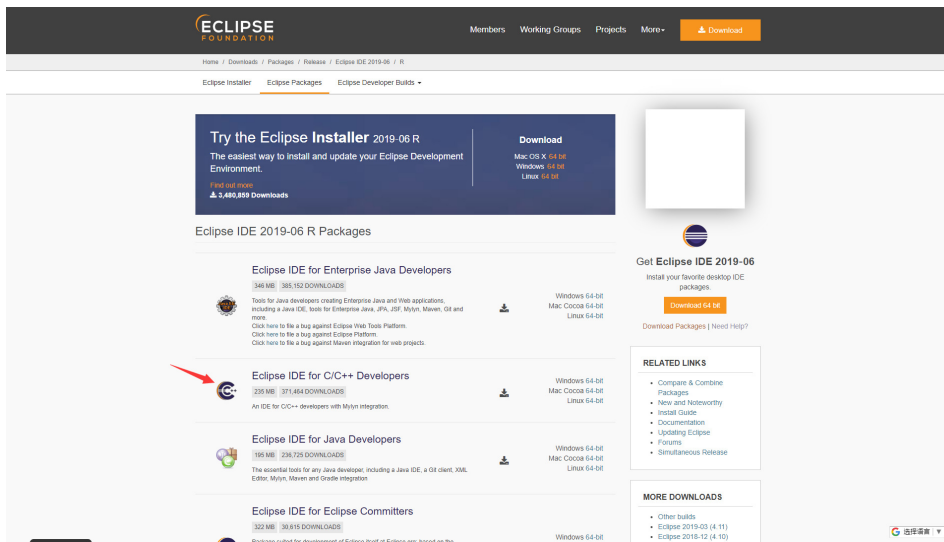 ECLIPSE
FOUNDATION
Members Working Groups Projects More Download
Home / Downloads / Packages / Release / Eclipse IDE 2019-06 / R
Eclipse Installer Eclipse Packages Eclipse Developer Builds
Try the Eclipse Installer 2019-06 R
The easiest way to install and update your Eclipse Development
Environment.
Find out more
3,480,859 Downloads
Download
Mac OS X 64 bit
Windows 64 bit
Linux 64 bit
Eclipse IDE 2019-06 R Packages
Eclipse IDE for Enterprise Java Developers
346 MB 385,152 DOWNLOADS
Tools for Java developers creating Enterprise Java and Web applications,
including a Java IDE, tools for Enterprise Java, JPA, JSF, Mylyn, Maven, Git and
more.
Click here to file a bug against Eclipse Web Tools Platform.
Click here to file a bug against Eclipse Platform.
Click here to file a bug against Maven integration for web projects.
Windows 64-bit
Mac Cocoa 64-bit
Linux 64-bit
C++
Eclipse IDE for C/C++ Developers
235 MB 371,464 DOWNLOADS
An IDE for C/C++ developers with Mylyn integration.
Windows 64-bit
Mac Cocoa 64-bit
Linux 64-bit
Eclipse IDE for Java Developers
195 MB 236,725 DOWNLOADS
The essential tools for any Java developer, including a Java IDE, a Git client, XML
Editor, Mylyn, Maven and Gradle integration
Windows 64-bit
Mac Cocoa 64-bit
Linux 64-bit
Eclipse IDE for Eclipse Committers
322 MB 30,615 DOWNLOADS
Package suited for development of Eclipse itself at Eclipse.org; based on the
Windows 64-bit
Get Eclipse IDE 2019-06
Install your favorite desktop IDE
packages.
Download 64 bit
Download Packages | Need Help?
RELATED LINKS
Compare & Combine
Packages
New and Noteworthy
Install Guide
Documentation
Updating Eclipse
Forums
Simultaneous Release
MORE DOWNLOADS
Other builds
Eclipse 2019-03 (4.11)
Eclipse 2018-12 (4.10)
G 选择语言